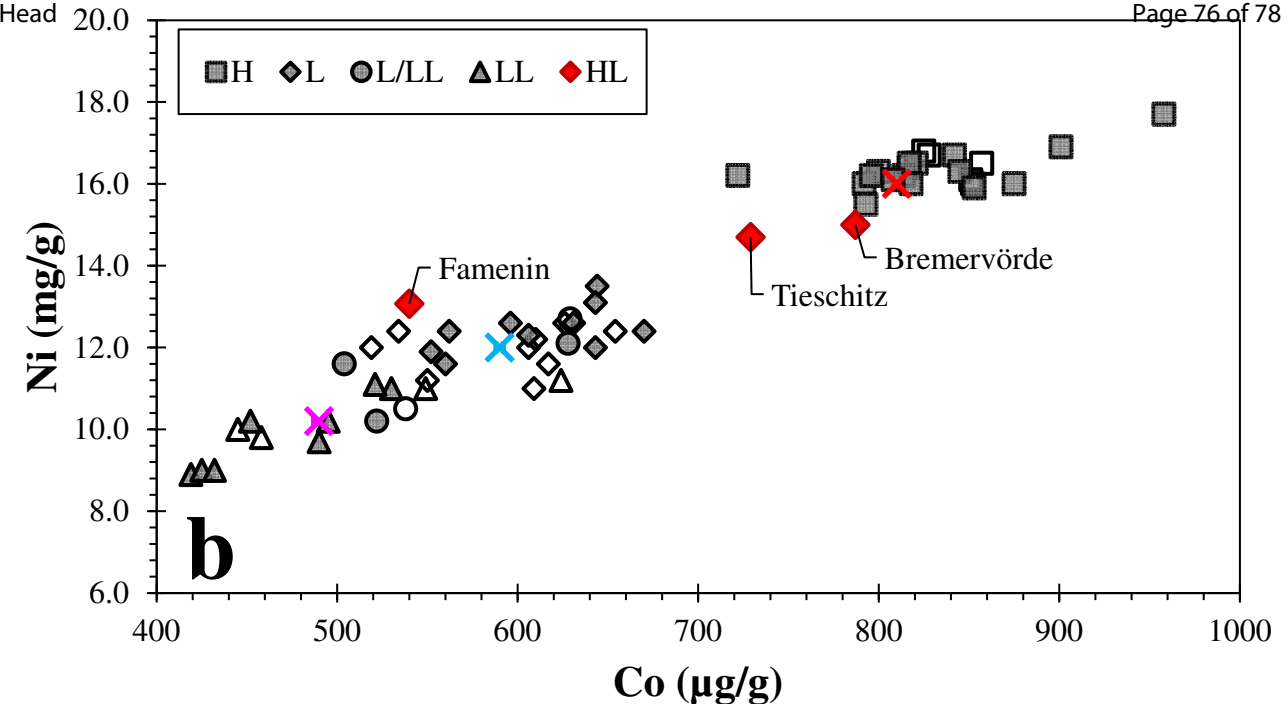 Head
Page 76 of 78
20.0
18.0
16.0
14.0
12.0
10.0
8.0
6.0
Ni (mg/g)
H L L/LL LL HL
Famenin
Bremervörde
Tieschitz
b
400 500 600 700 800 900 1000
Co (µg/g)